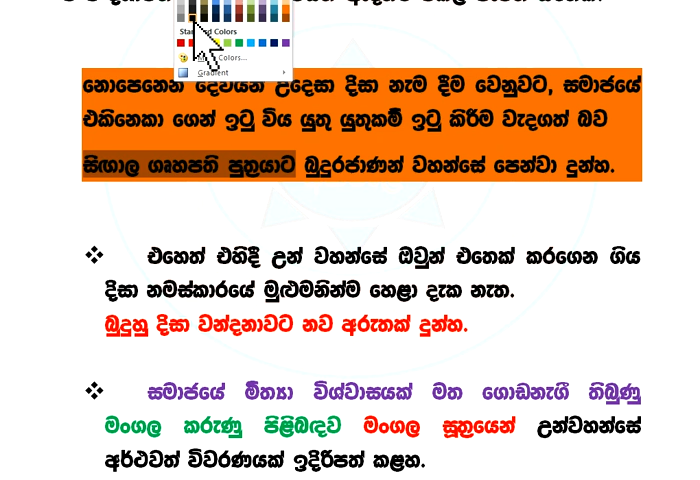 Colors
Gradient
නොපෙනෙන දෙවියන් උදෙසා දිසා නැම දීම වෙනුවට, සමාජයේ
එකිනෙකා ගෙන් ඉටු විය යුතු යුතුකම් ඉටු කිරීම වැදගත් බව
සිඟාල ගෘහපති පුත්‍රයාට බුදුරජාණන් වහන්සේ පෙන්වා දුන්හ.
❖ එහෙත් එහිදී උන් වහන්සේ ඔවුන් එතෙක් කරගෙන ගිය
දිසා නමස්කාරයේ මුළුමනින්ම හෙළා දැක නැත.
බුදුහු දිසා වන්දනාවට නව අරුතක් දුන්හ.
❖ සමාජයේ මිත්‍යා විශ්වාසයක් මත ගොඩනැගී තිබුණු
මංගල කරුණු පිළිබඳව මංගල සූත්‍රයෙන් උන්වහන්සේ
අර්ථවත් විවරණයක් ඉදිරිපත් කළහ.